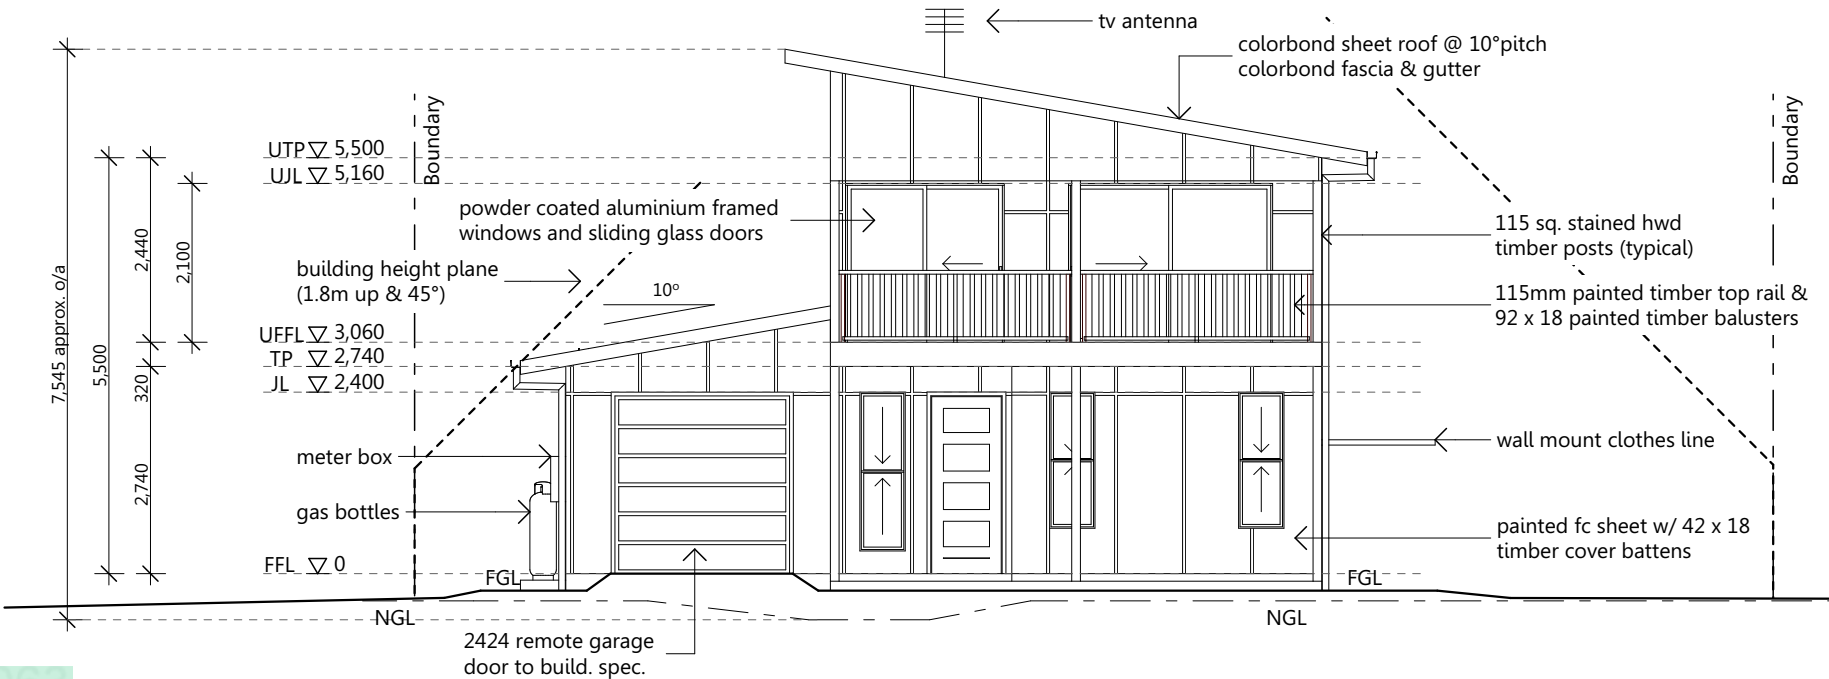 tv antenna
colorbond sheet roof @ 10°pitch
colorbond fascia & gutter
Boundary
Boundary
UTP 5,500
UJL 5,160
powder coated aluminium framed
windows and sliding glass doors
115 sq. stained hwd
timber posts (typical)
2,440
2,100
building height plane
(1.8m up & 45°)
10°
115mm painted timber top rail &
92 x 18 painted timber balusters
7,545 approx. o/a
5,500
UFFL 3,060
TP 2,740
JL 2,400
320
meter box
wall mount clothes line
2,740
gas bottles
painted fc sheet w/ 42 x 18
timber cover battens
FFL 0
FGL
FGL
NGL
NGL
2424 remote garage
door to build. spec.